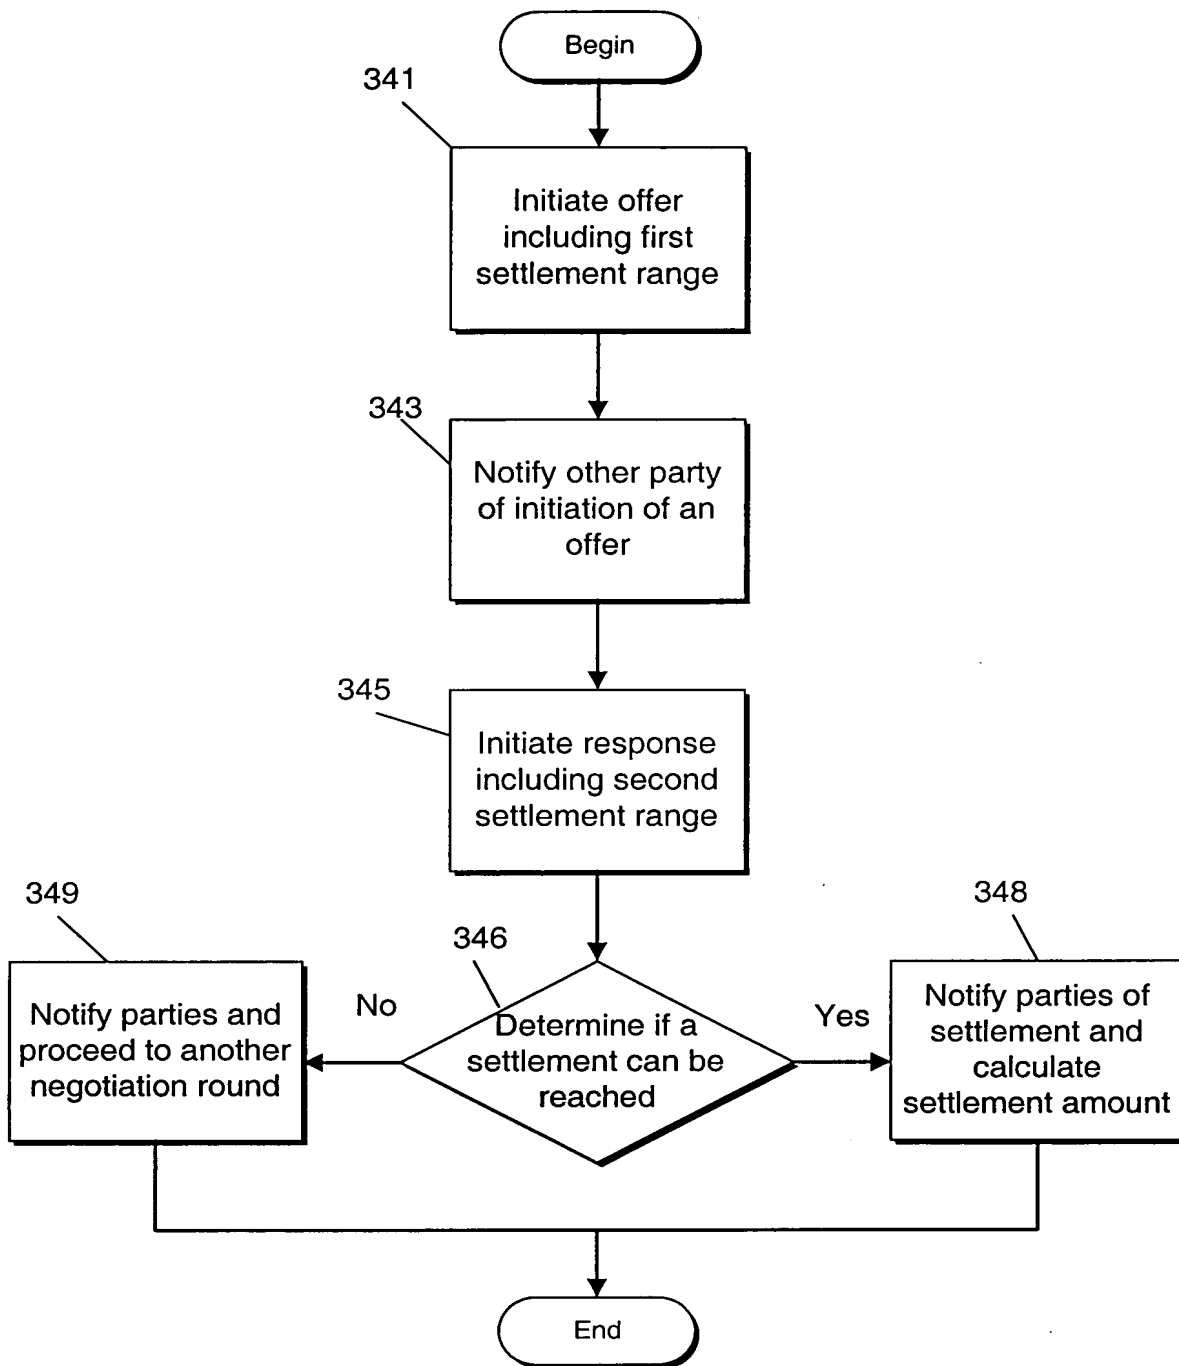 Begin
341
Initiate offer
including first
settlement range
343
Notify other party
of initiation of an
offer
345
Initiate response
including second
settlement range
349
Notify parties and
proceed to another
negotiation round
No
346
Determine if a
settlement can be
reached
Yes
348
Notify parties of
settlement and
calculate
settlement amount
End